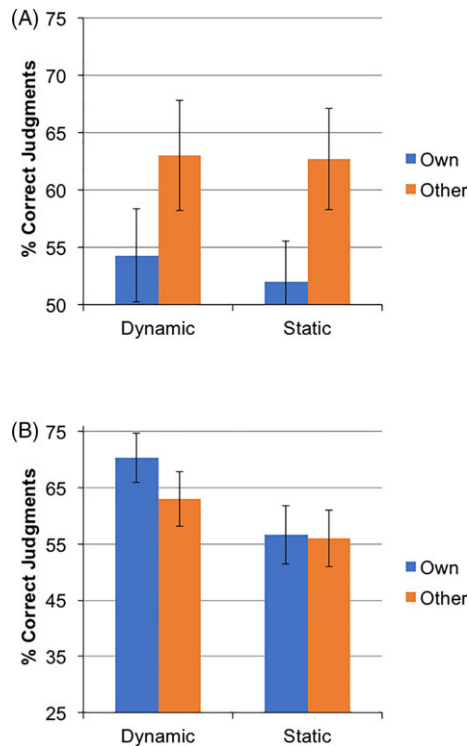 (A)
75
70
65
60
55
50
% Correct Judgments
Dynamic Static
Own
Other
(B)
75
65
55
45
35
25
% Correct Judgments
Dynamic Static
Own
Other